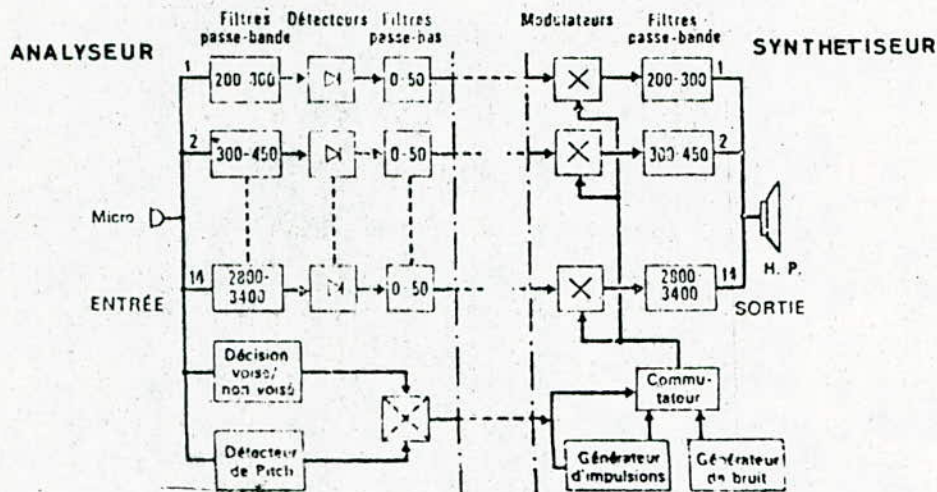 ANALYSEUR
Filtres
passe-bande
Détecteurs
Filtres
passe-bas
Modulateurs
Filtres
passe-bande
SYNTHETISEUR
1
200-300
0-50
200-300
1
2
300-450
0-50
300-450
2
Micro
H. P.
14
2800-
3400
0-50
2800-
3400
14
ENTRÉE
SORTIE
Décision
voisé/
non voisé
Commu-
tateur
Détecteur
de Pitch
Générateur
d'impulsions
Générateur
de bruit